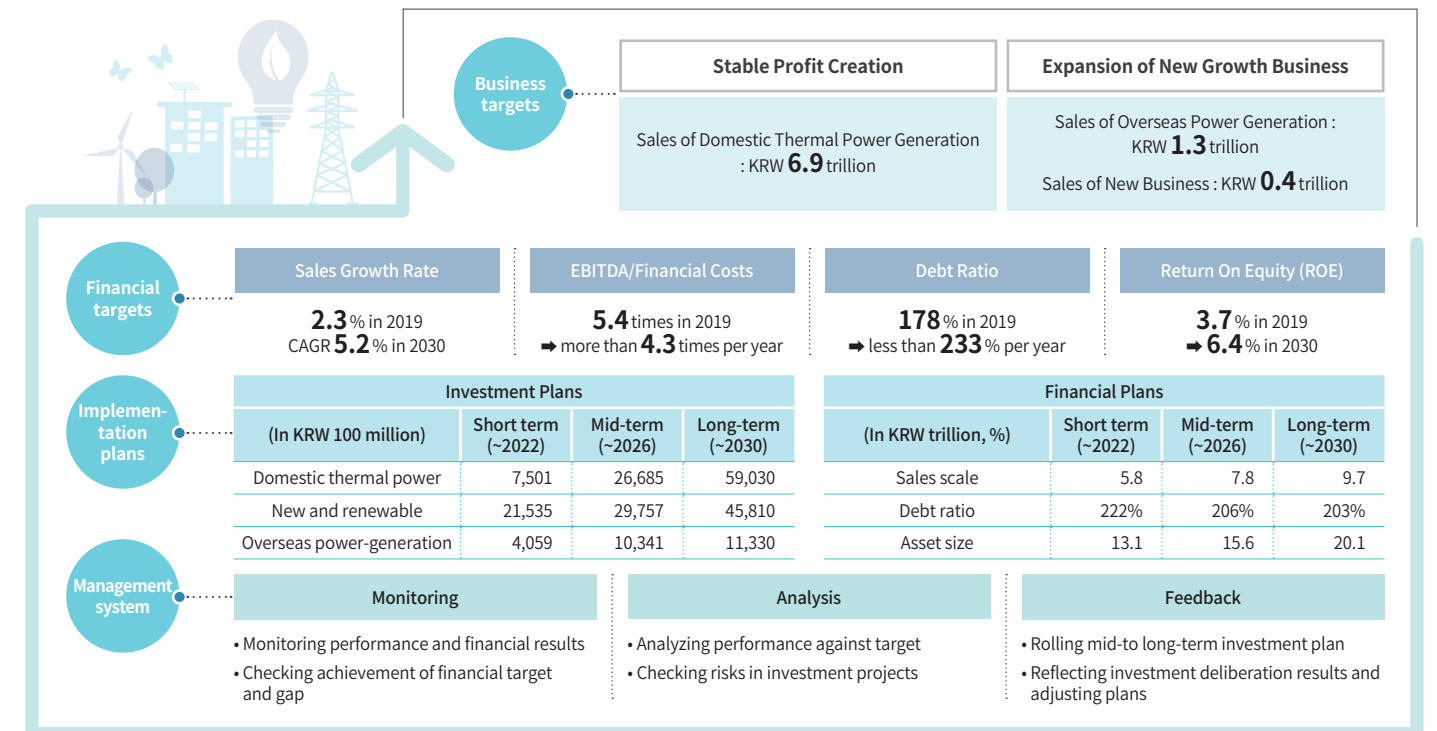 Business
targets
Stable Profit Creation
Sales of Domestic Thermal Power Generation
: KRW 6.9 trillion
Expansion of New Growth Business
Sales of Overseas Power Generation :
KRW 1.3 trillion
Sales of New Business : KRW 0.4 trillion
Financial
targets
Sales Growth Rate
2.3 % in 2019
CAGR 5.2 % in 2030
EBITDA/Financial Costs
5.4 times in 2019
➡ more than 4.3 times per year
Debt Ratio
178 % in 2019
➡ less than 233 % per year
Return On Equity (ROE)
3.7 % in 2019
➡ 6.4 % in 2030
Implemen-
tation
plans
Investment Plans
(In KRW 100 million) Short term (~2022) Mid-term (~2026) Long-term (~2030)
Domestic thermal power 7,501 26,685 59,030
New and renewable 21,535 29,757 45,810
Overseas power-generation 4,059 10,341 11,330
Financial Plans
(In KRW trillion, %) Short term (~2022) Mid-term (~2026) Long-term (~2030)
Sales scale 5.8 7.8 9.7
Debt ratio 222% 206% 203%
Asset size 13.1 15.6 20.1
Management
system
Monitoring
• Monitoring performance and financial results
• Checking achievement of financial target
and gap
Analysis
• Analyzing performance against target
• Checking risks in investment projects
Feedback
• Rolling mid-to long-term investment plan
• Reflecting investment deliberation results and
adjusting plans